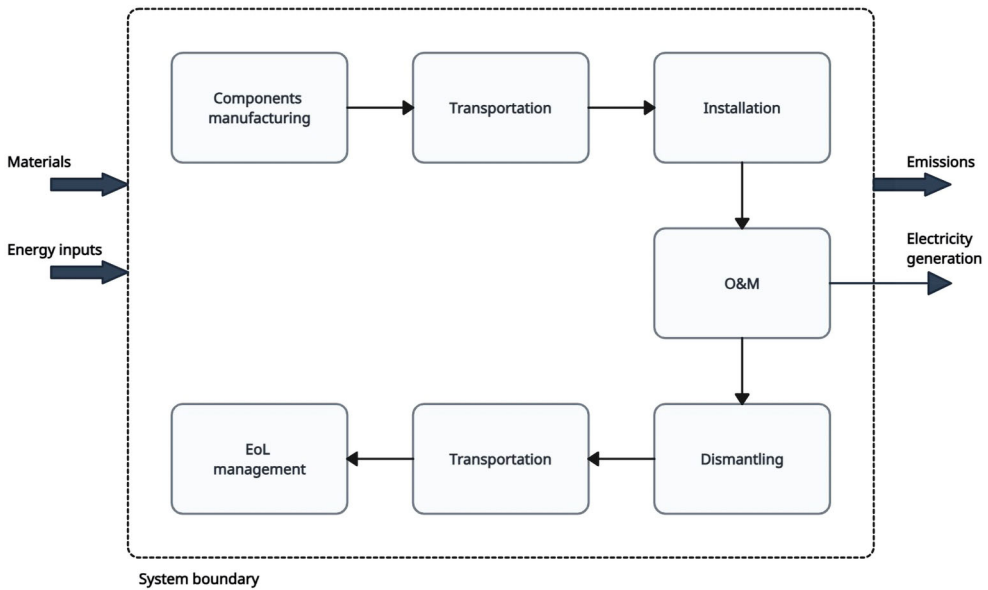 Components
manufacturing
Transportation
Installation
Materials
Emissions
Energy inputs
Electricity
generation
O&M
EoL
management
Transportation
Dismantling
System boundary